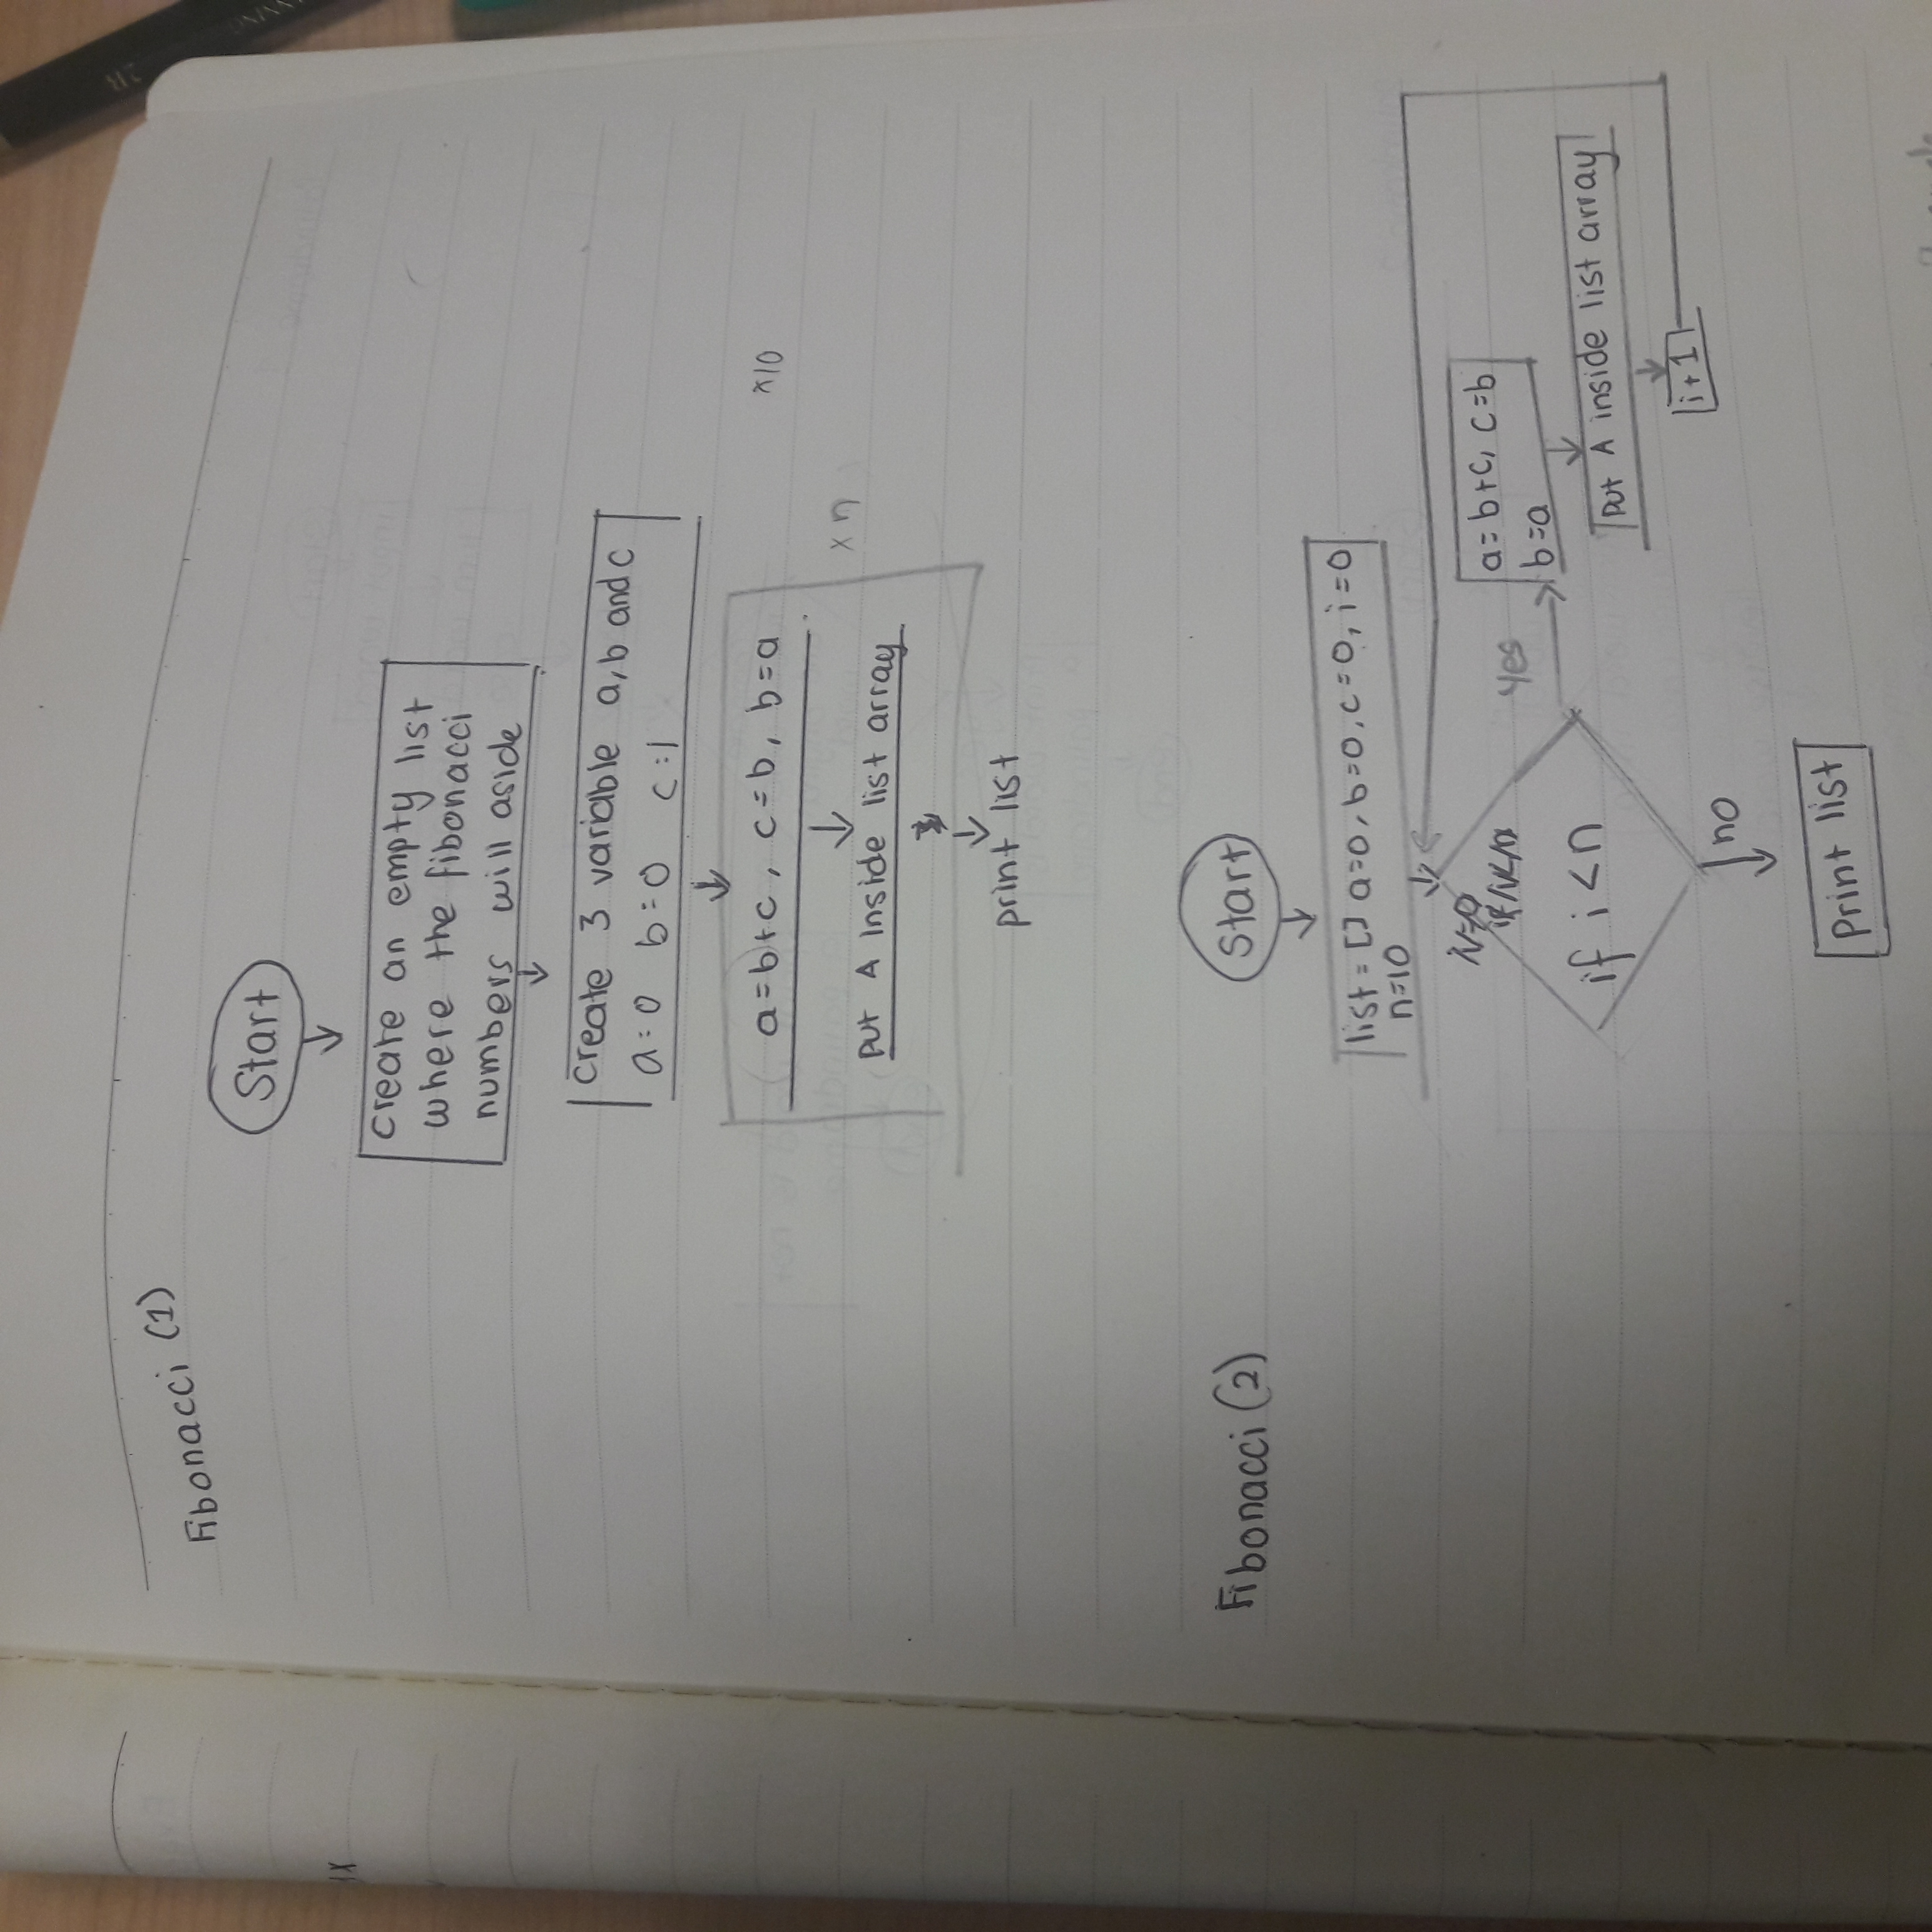 Fibonacci (1)
Start
Create an empty list
where the fibonacci
numbers will aside
Create 3 variable a, b and c
a=0 b=0 c=1
a=b+c, c=b, b=a
x10
Put A inside list array
x n
print list
Fibonacci (2)
Start
list = [] a=0, b=0, c=0, i=0
n=10
if i<n
yes
a=b+c, c=b
b=a
Put A inside list array
i+1
no
print list